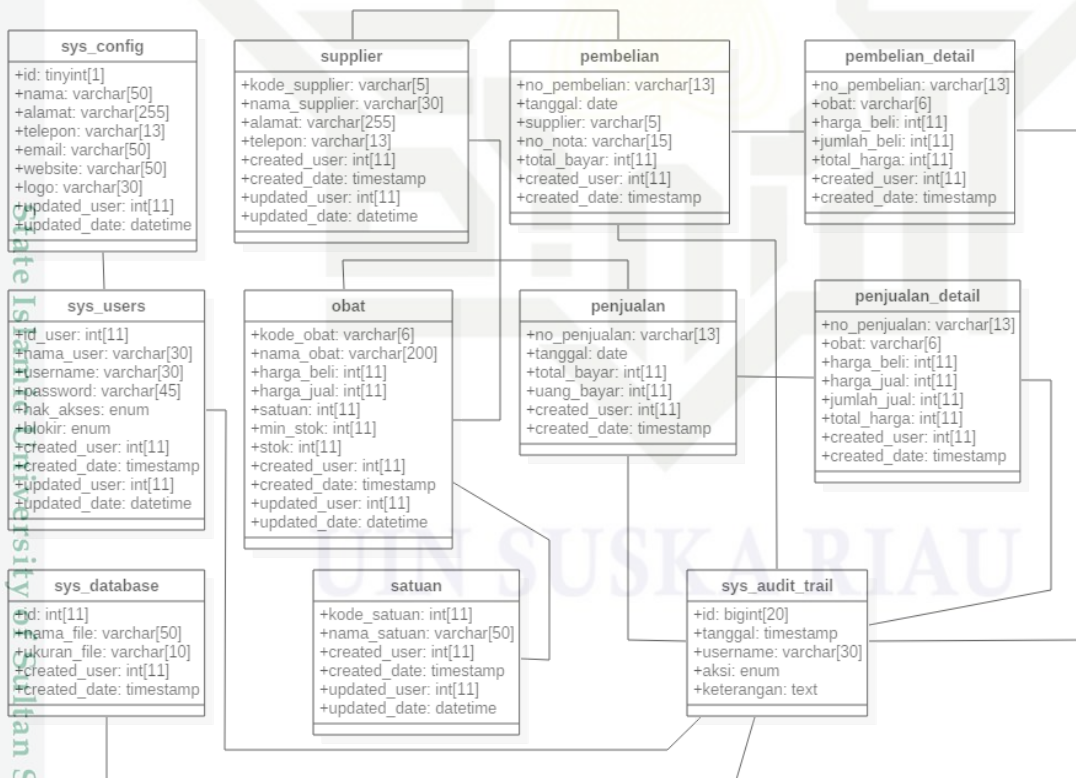 sys_config
+id: tinyint[1]
+nama: varchar[50]
+alamat: varchar[255]
+telepon: varchar[13]
+email: varchar[50]
+website: varchar[50]
+logo: varchar[30]
+updated_user: int[11]
+updated_date: datetime
supplier
+kode_supplier: varchar[5]
+nama_supplier: varchar[30]
+alamat: varchar[255]
+telepon: varchar[13]
+created_user: int[11]
+created_date: timestamp
+updated_user: int[11]
+updated_date: datetime
pembelian
+no_pembelian: varchar[13]
+tanggal: date
+supplier: varchar[5]
+no_nota: varchar[15]
+total_bayar: int[11]
+created_user: int[11]
+created_date: timestamp
pembelian_detail
+no_pembelian: varchar[13]
+obat: varchar[6]
+harga_beli: int[11]
+jumlah_beli: int[11]
+total_harga: int[11]
+created_user: int[11]
+created_date: timestamp
sys_users
+id_user: int[11]
+nama_user: varchar[30]
+username: varchar[30]
+password: varchar[45]
+hak_akses: enum
+blokir: enum
+created_user: int[11]
+created_date: timestamp
+updated_user: int[11]
+updated_date: datetime
obat
+kode_obat: varchar[6]
+nama_obat: varchar[200]
+harga_beli: int[11]
+harga_jual: int[11]
+satuan: int[11]
+min_stok: int[11]
+stok: int[11]
+created_user: int[11]
+created_date: timestamp
+updated_user: int[11]
+updated_date: datetime
penjualan
+no_penjualan: varchar[13]
+tanggal: date
+total_bayar: int[11]
+uang_bayar: int[11]
+created_user: int[11]
+created_date: timestamp
penjualan_detail
+no_penjualan: varchar[13]
+obat: varchar[6]
+harga_beli: int[11]
+harga_jual: int[11]
+jumlah_jual: int[11]
+total_harga: int[11]
+created_user: int[11]
+created_date: timestamp
sys_database
+id: int[11]
+nama_file: varchar[50]
+ukuran_file: varchar[10]
+created_user: int[11]
+created_date: timestamp
satuan
+kode_satuan: int[11]
+nama_satuan: varchar[50]
+created_user: int[11]
+created_date: timestamp
+updated_user: int[11]
+updated_date: datetime
sys_audit_trail
+id: bigint[20]
+tanggal: timestamp
+username: varchar[30]
+aksi: enum
+keterangan: text
UIN SUSKA RIAU
State Islamic University of Sultan S